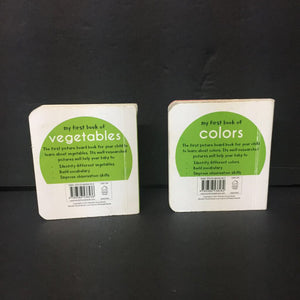 my first book of
vegetables
The first picture board book for your child to
learn about vegetables. Its well-researched
pictures will help your baby to:
• Identify different vegetables
• Build vocabulary
• Improve observation skills
my first book of
colors
The first picture board book for your child
to learn about colors. Its well-researched
pictures will help your baby to:
• Identify different colors
• Build vocabulary
• Improve observation skills